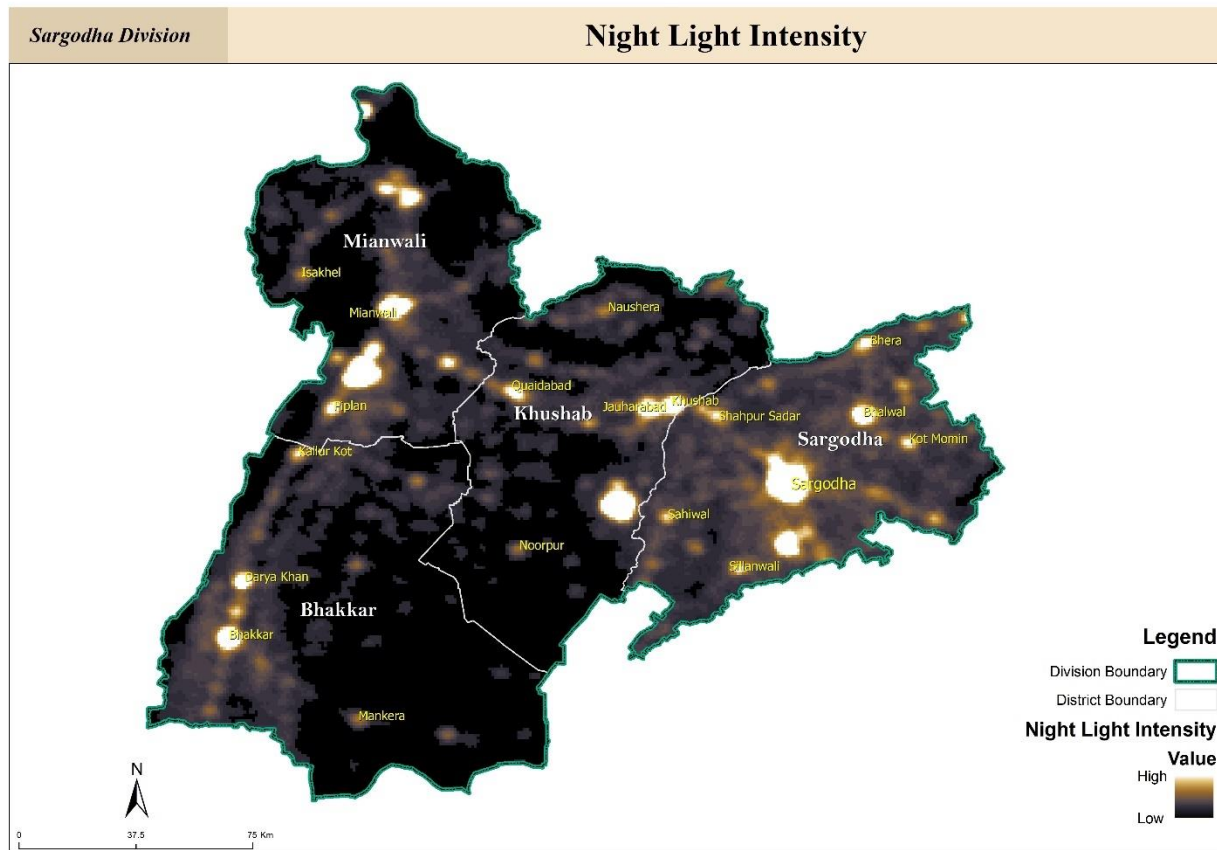 Sargodha Division
Night Light Intensity
Mianwali
Isakhel
Mianwali
Naushera
Bhera
Quaidabad
Khushab
Jauharabad
Khushab
Shahpur Sadar
Bhalwal
Piplan
Sargodha
Kot Momin
Kallur Kot
Sargodha
Sahiwal
Noorpur
Sillanwali
Darya Khan
Bhakkar
Bhakkar
Mankera
Legend
Division Boundary
District Boundary
Night Light Intensity
Value
High
Low
N
0 37.5 75 Km